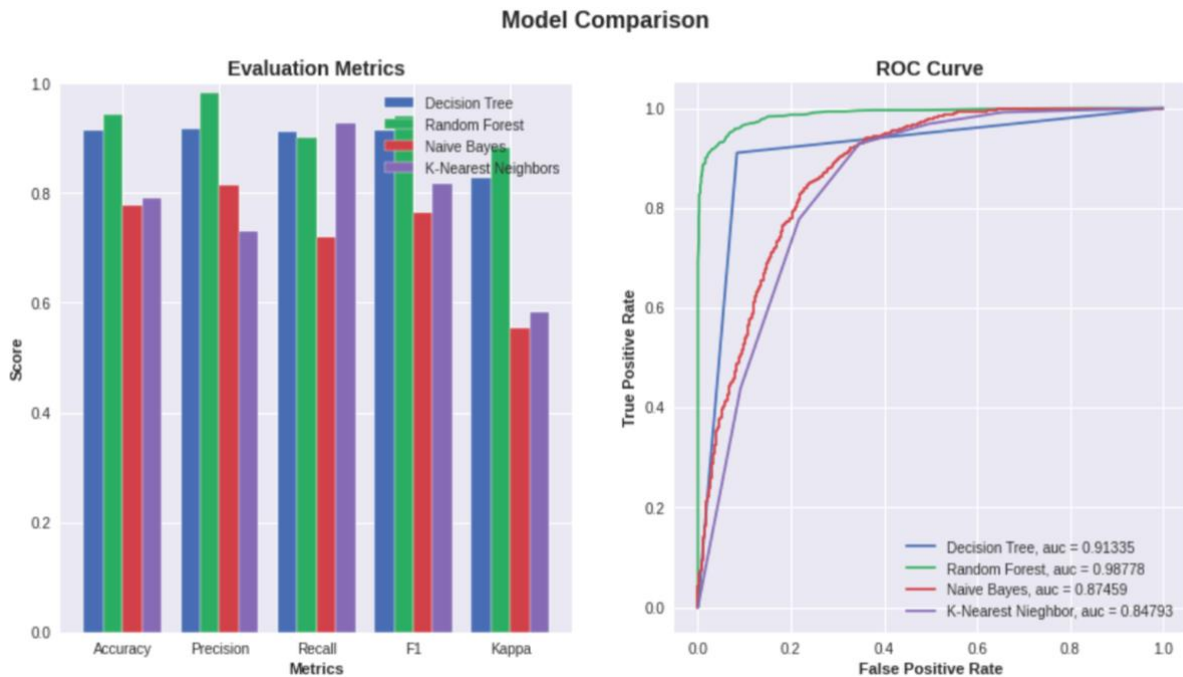 Model Comparison
Evaluation Metrics
1.0
0.8
0.6
0.4
0.2
0.0
Score
Decision Tree
Random Forest
Naive Bayes
K-Nearest Neighbors
Accuracy Precision Recall F1 Kappa
Metrics
ROC Curve
1.0
0.8
0.6
0.4
0.2
0.0
True Positive Rate
Decision Tree, auc = 0.91335
Random Forest, auc = 0.98778
Naive Bayes, auc = 0.87459
K-Nearest Nieghbor, auc = 0.84793
0.0 0.2 0.4 0.6 0.8 1.0
False Positive Rate